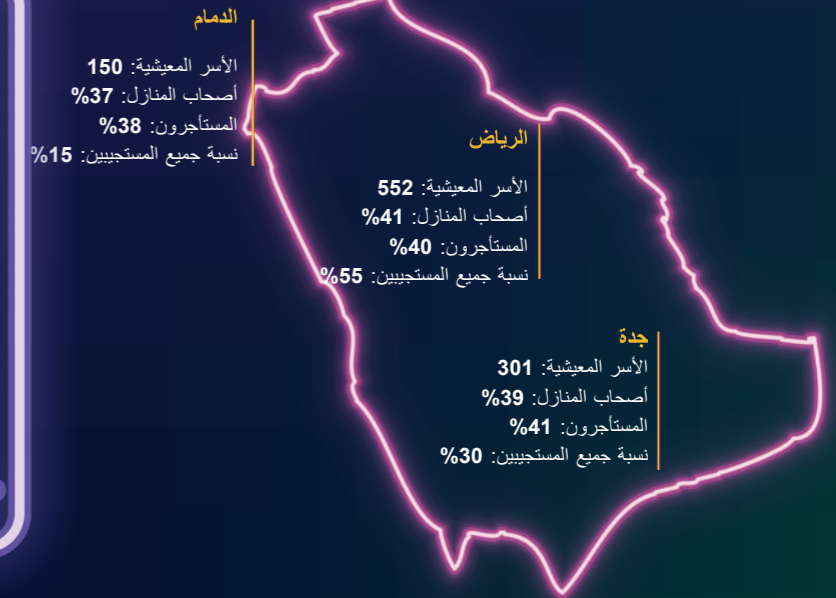 الدمام
الأسر المعيشية: 150
أصحاب المنازل: 37%
المستأجرون: 38%
نسبة جميع المستجيبين: 15%
الرياض
الأسر المعيشية: 552
أصحاب المنازل: 41%
المستأجرون: 40%
نسبة جميع المستجيبين: 55%
جدة
الأسر المعيشية: 301
أصحاب المنازل: 39%
المستأجرون: 41%
نسبة جميع المستجيبين: 30%